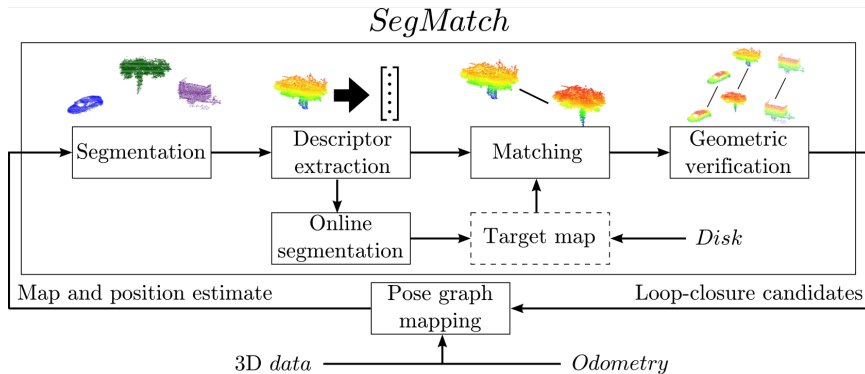 SegMatch
Segmentation
Descriptor
extraction
Matching
Geometric
verification
Online
segmentation
Target map
Disk
Map and position estimate
Pose graph
mapping
Loop-closure candidates
3D data
Odometry